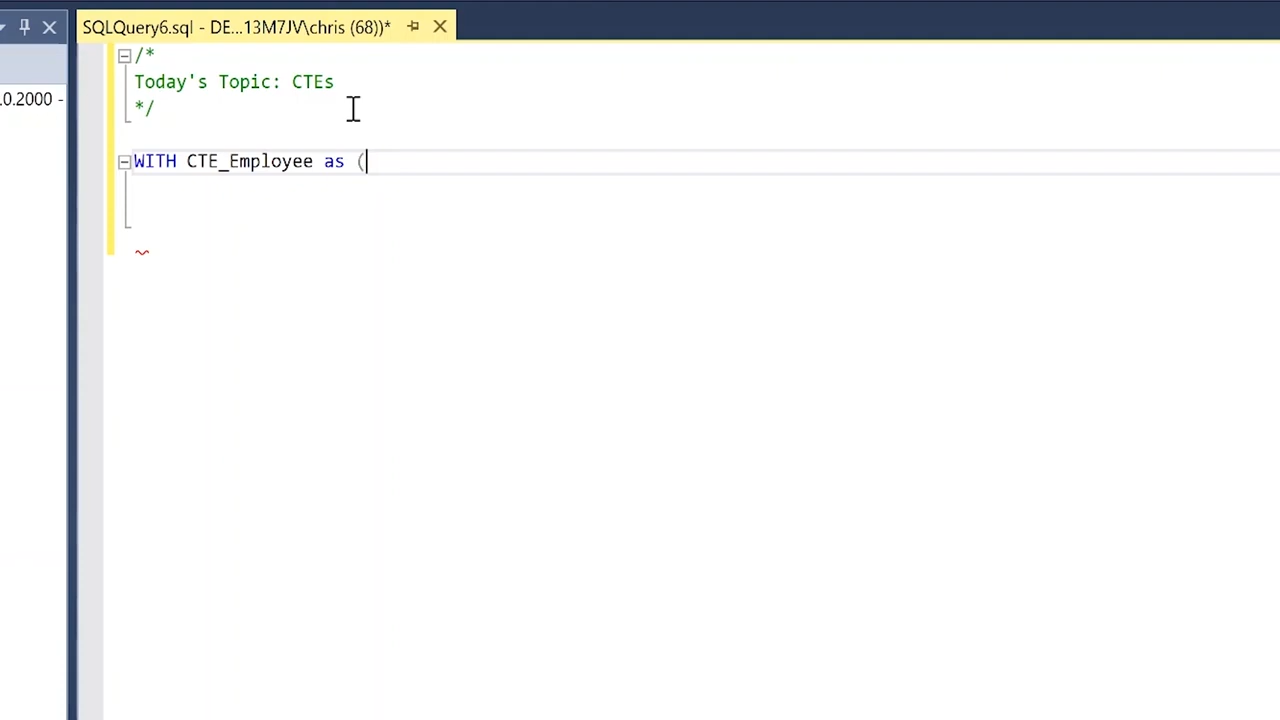 SQLQuery6.sql - DE...13M7JV\chris (68))*
.0.2000 -
/*
Today's Topic: CTEs
*/
WITH CTE_Employee as (